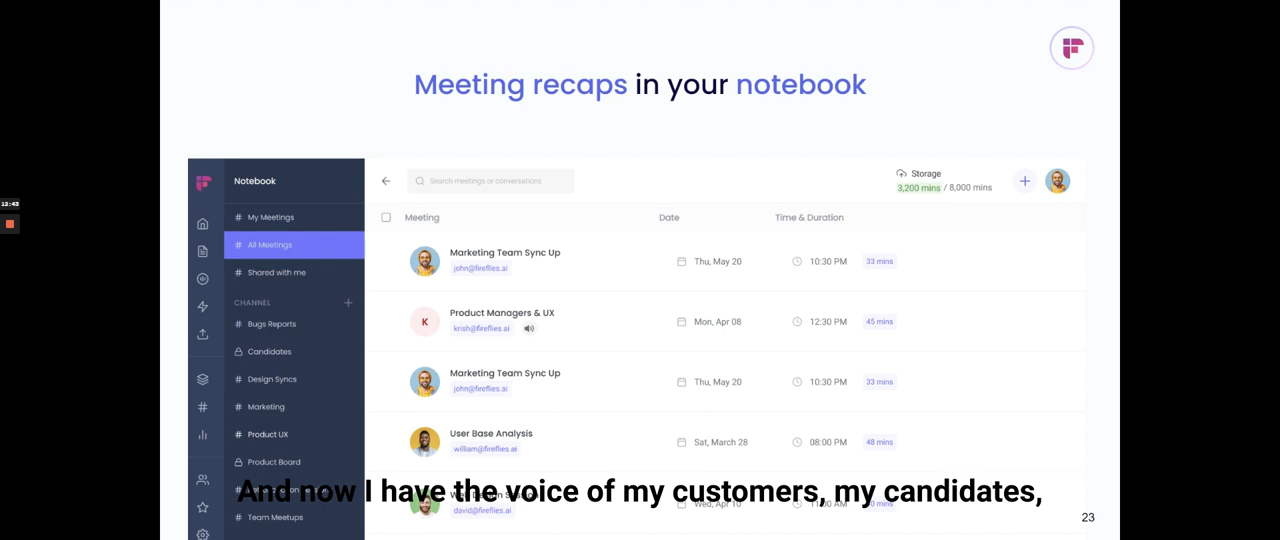 Meeting recaps in your notebook
12:43
Notebook
Search meetings or conversations
Storage
3,200 mins / 8,000 mins
# My Meetings
Meeting Date Time & Duration
# All Meetings
Marketing Team Sync Up
john@fireflies.ai
Thu, May 20 10:30 PM 33 mins
# Shared with me
CHANNEL
# Bugs Reports
K
Product Managers & UX
krish@fireflies.ai
Mon, Apr 08 12:30 PM 45 mins
Candidates
# Design Syncs
Marketing Team Sync Up
john@fireflies.ai
Thu, May 20 10:30 PM 33 mins
# Marketing
# Product UX
User Base Analysis
william@fireflies.ai
Sat, March 28 08:00 PM 48 mins
Product Board
And now I have the voice of my customers, my candidates,
david@fireflies.ai
Wed, Apr 10
# Team Meetups
23